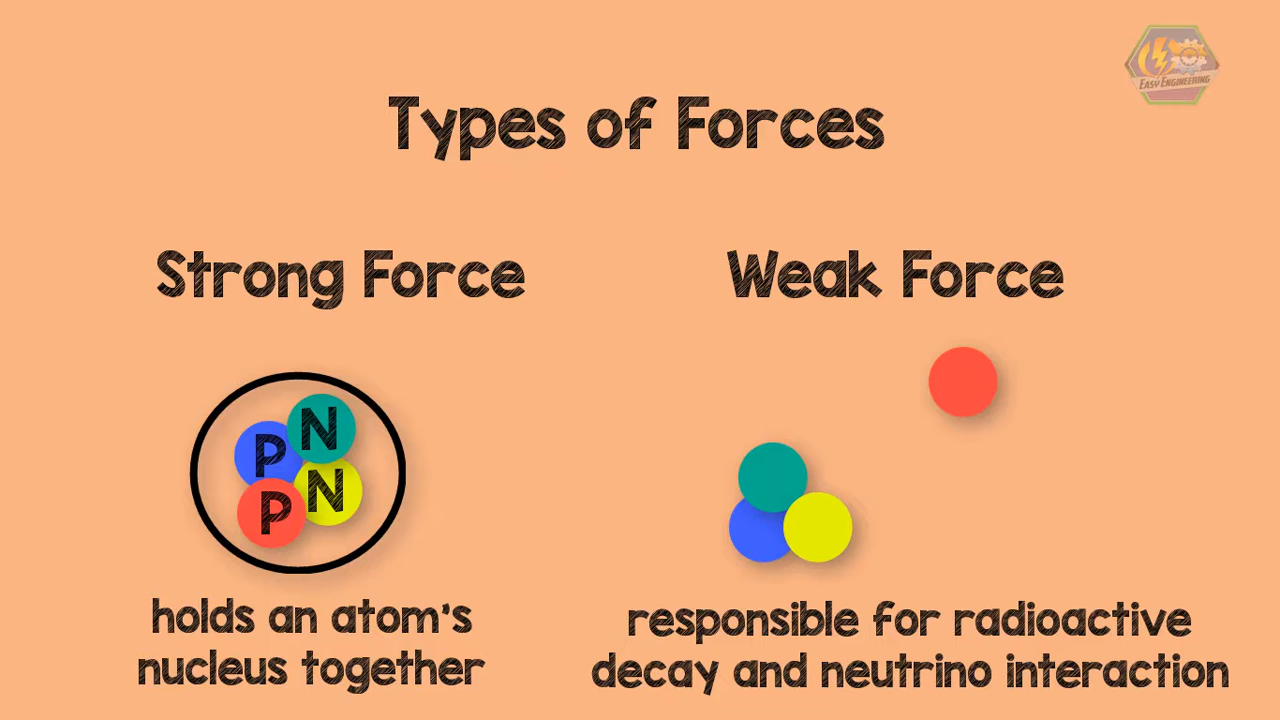 EASY ENGINEERING
Types of Forces
Strong Force
Weak Force
N
P
N
P
holds an atom's
nucleus together
responsible for radioactive
decay and neutrino interaction